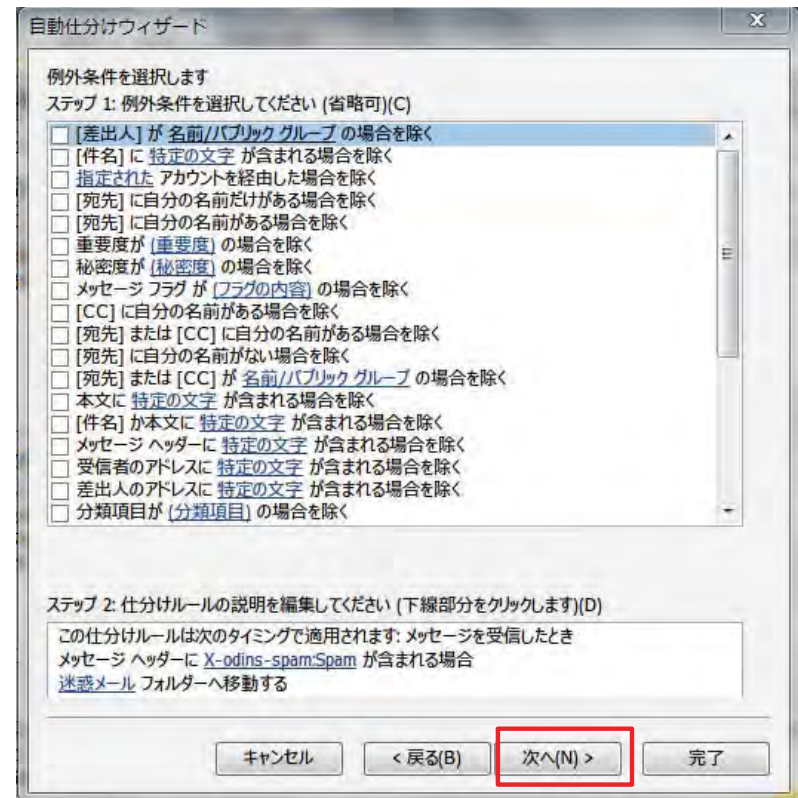 自動仕分けウィザード
例外条件を選択します
ステップ 1: 例外条件を選択してください (省略可)(C)
[差出人] が 名前/パブリック グループ の場合を除く
[件名] に 特定の文字 が含まれる場合を除く
指定された アカウントを経由した場合を除く
[宛先] に自分の名前だけがある場合を除く
[宛先] に自分の名前がある場合を除く
重要度が (重要度) の場合を除く
秘密度が (秘密度) の場合を除く
メッセージ フラグ が (フラグの内容) の場合を除く
[CC] に自分の名前がある場合を除く
[宛先] または [CC] に自分の名前がある場合を除く
[宛先] に自分の名前がない場合を除く
[宛先] または [CC] が 名前/パブリック グループ の場合を除く
本文に 特定の文字 が含まれる場合を除く
[件名] か本文に 特定の文字 が含まれる場合を除く
メッセージ ヘッダーに 特定の文字 が含まれる場合を除く
受信者のアドレスに 特定の文字 が含まれる場合を除く
差出人のアドレスに 特定の文字 が含まれる場合を除く
分類項目が (分類項目) の場合を除く
ステップ 2: 仕分けルールの説明を編集してください (下線部分をクリックします)(D)
この仕分けルールは次のタイミングで適用されます: メッセージを受信したとき
メッセージ ヘッダーに X-odins-spam:Spam が含まれる場合
迷惑メール フォルダーへ移動する
キャンセル < 戻る(B) 次へ(N) > 完了